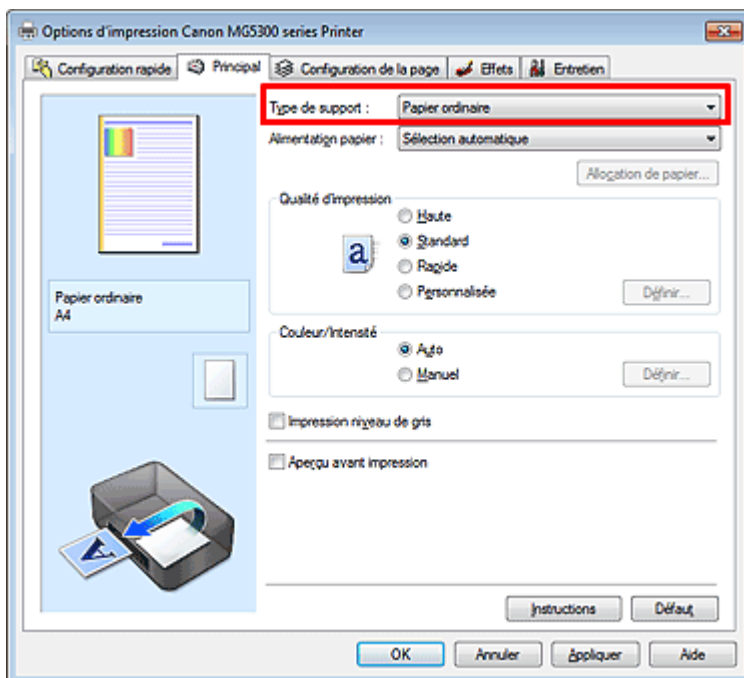 Options d'impression Canon MG5300 series Printer
Configuration rapide Principal Configuration de la page Effets Entretien
Type de support : Papier ordinaire
Alimentation papier : Sélection automatique
Allocation de papier...
Qualité d'impression
Haute
a Standard
Rapide
Personnalisée Définir...
Papier ordinaire
A4
Couleur/Intensité
Auto
Manuel Définir...
Impression niveau de gris
Aperçu avant impression
A
Instructions Défaut
OK Annuler Appliquer Aide